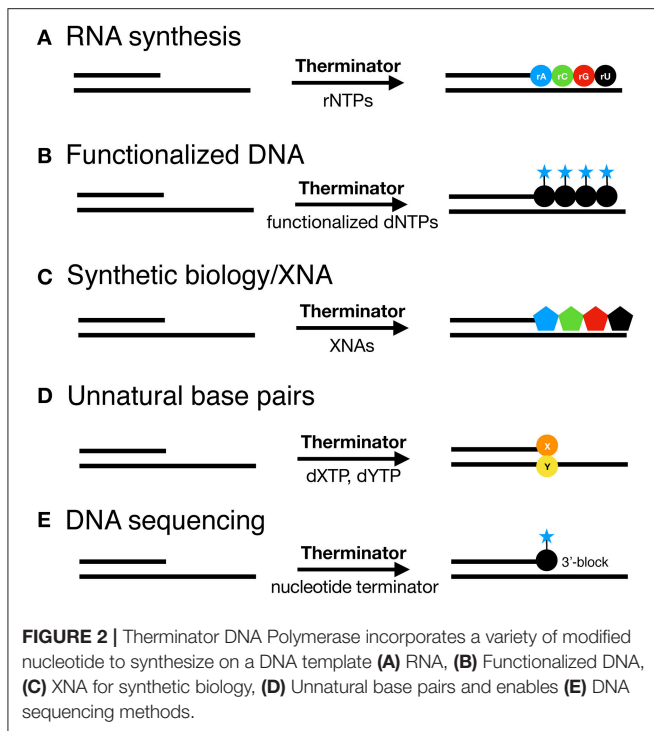 A RNA synthesis
Therminator
rNTPs
rA rC rG rU
B Functionalized DNA
Therminator
functionalized dNTPs
C Synthetic biology/XNA
Therminator
XNAs
D Unnatural base pairs
Therminator
dXTP, dYTP
X
Y
E DNA sequencing
Therminator
nucleotide terminator
3'-block
FIGURE 2 | Therminator DNA Polymerase incorporates a variety of modified
nucleotide to synthesize on a DNA template (A) RNA, (B) Functionalized DNA,
(C) XNA for synthetic biology, (D) Unnatural base pairs and enables (E) DNA
sequencing methods.